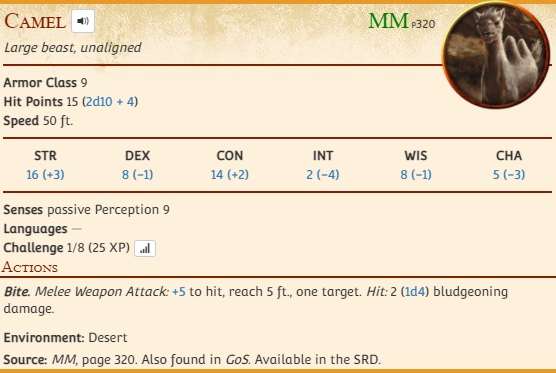 CAMEL
MM p320
Large beast, unaligned
Armor Class 9
Hit Points 15 (2d10 + 4)
Speed 50 ft.
STR DEX CON INT WIS CHA
16 (+3) 8 (−1) 14 (+2) 2 (−4) 8 (−1) 5 (−3)
Senses passive Perception 9
Languages —
Challenge 1/8 (25 XP)
ACTIONS
Bite. Melee Weapon Attack: +5 to hit, reach 5 ft., one target. Hit: 2 (1d4) bludgeoning
damage.
Environment: Desert
Source: MM, page 320. Also found in GoS. Available in the SRD.